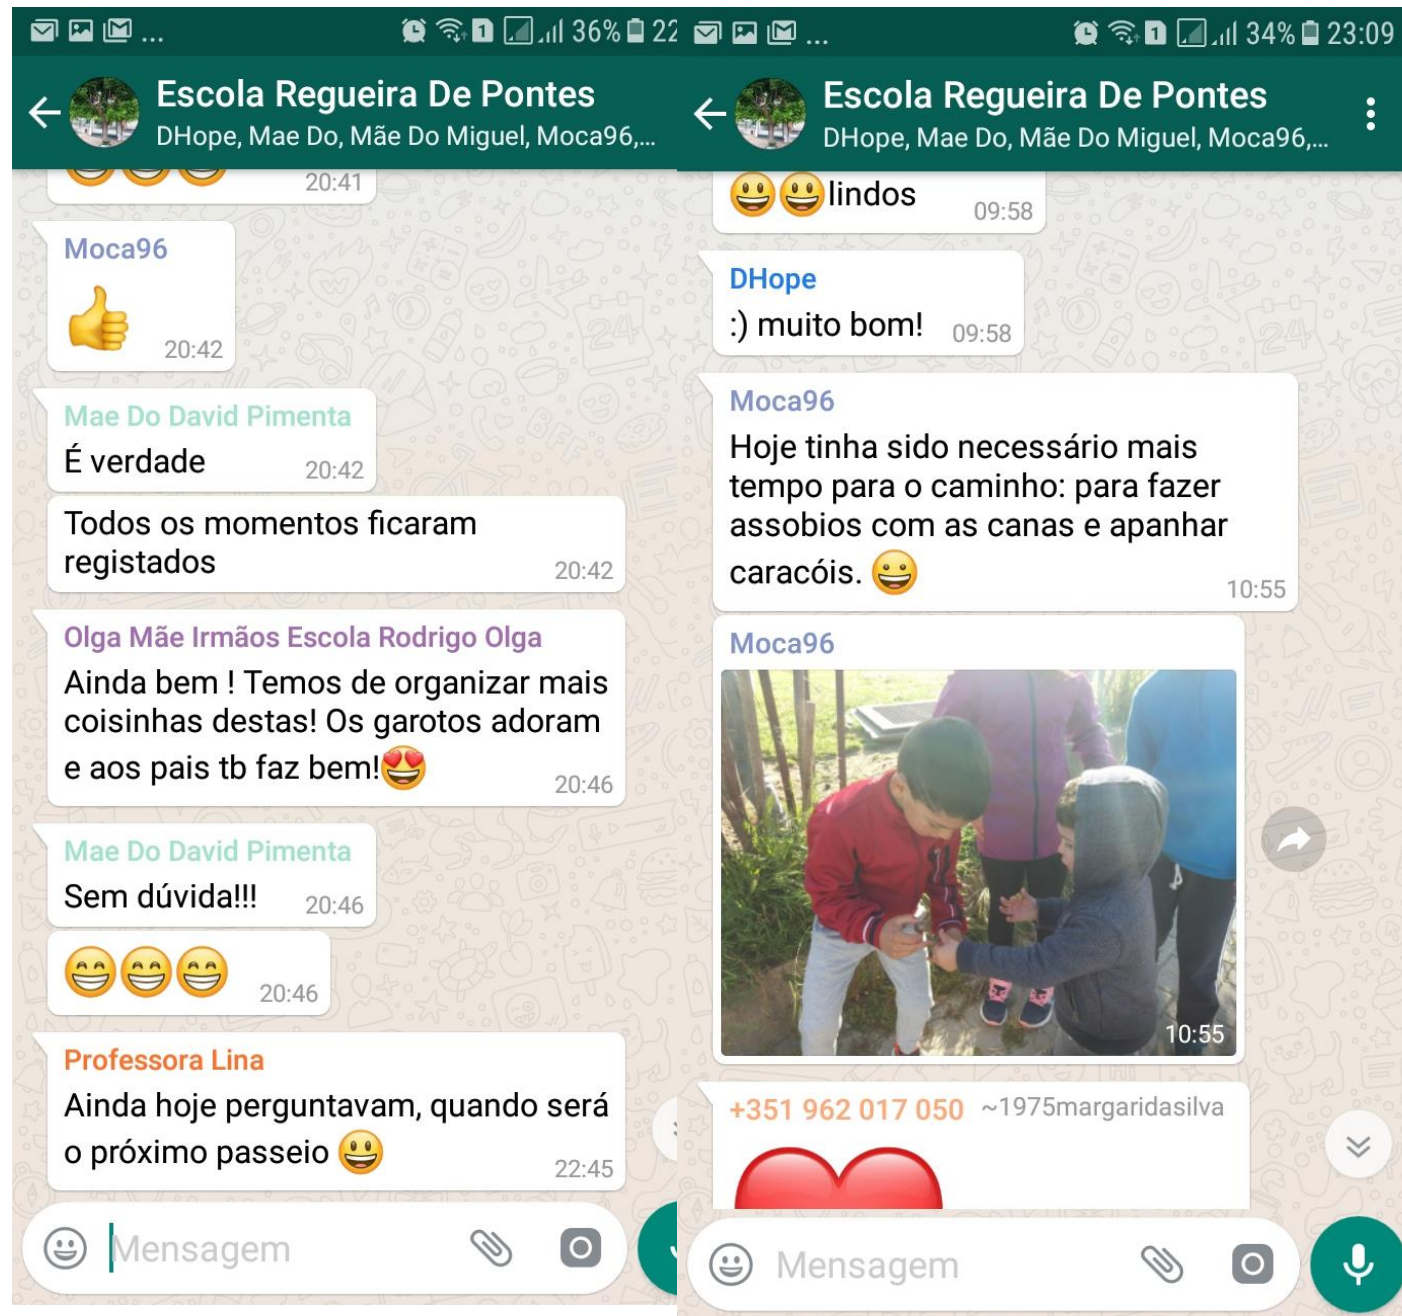 36% 22
Escola Regueira De Pontes
DHope, Mae Do, Mãe Do Miguel, Moca96,...
20:41
Moca96
20:42
Mae Do David Pimenta
É verdade 20:42
Todos os momentos ficaram
registados 20:42
Olga Mãe Irmãos Escola Rodrigo Olga
Ainda bem ! Temos de organizar mais
coisinhas destas! Os garotos adoram
e aos pais tb faz bem! 20:46
Mae Do David Pimenta
Sem dúvida!!! 20:46
20:46
Professora Lina
Ainda hoje perguntavam, quando será
o próximo passeio 22:45
Mensagem
1 34% 23:09
Escola Regueira De Pontes
DHope, Mae Do, Mãe Do Miguel, Moca96,...
lindos 09:58
DHope
:) muito bom! 09:58
Moca96
Hoje tinha sido necessário mais
tempo para o caminho: para fazer
assobios com as canas e apanhar
caracóis. 10:55
Moca96
10:55
+351 962 017 050 ~1975margaridasilva
Mensagem